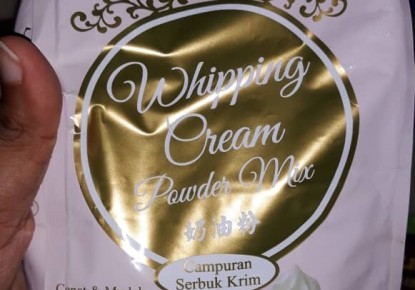 Whipping
Cream
Powder Mix
奶油粉
Campuran
Serbuk Krim